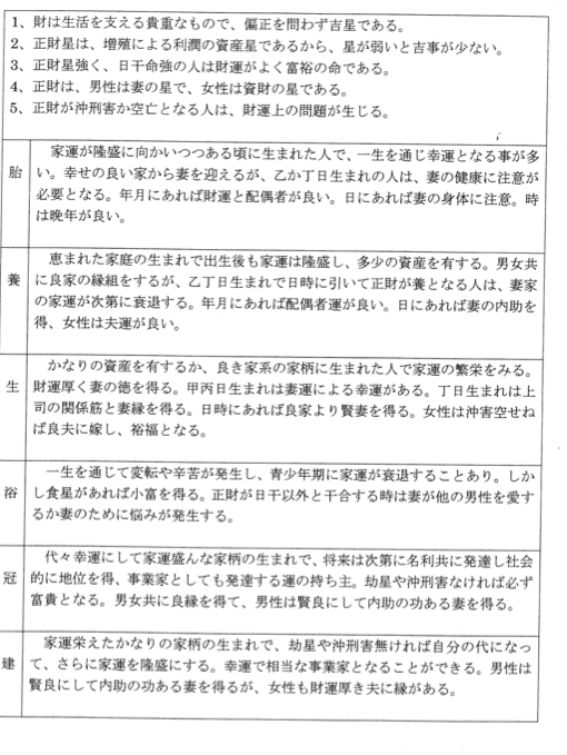 1、財は生活を支える貴重なもので、偏正を問わず吉星である。
2、正財星は、増殖による利潤の資産星であるから、星が弱いと吉事が少ない。
3、正財星強く、日干命強の人は財運がよく富裕の命である。
4、正財は、男性は妻の星で、女性は資財の星である。
5、正財が沖刑害か空亡となる人は、財運上の問題が生じる。
胎
家運が隆盛に向かいつつある頃に生まれた人で、一生を通じ幸運となる事が多
い。幸せの良い家から妻を迎えるが、乙か丁日生まれの人は、妻の健康に注意が
必要となる。年月にあれば財運と配偶者が良い。日にあれば妻の身体に注意。時
は晩年が良い。
養
恵まれた家庭の生まれで出生後も家運は隆盛し、多少の資産を有する。男女共
に良家の縁組をするが、乙丁日生まれで日時に引いて正財が養となる人は、妻家
の家運が次第に衰退する。年月にあれば配偶者運が良い。日にあれば妻の内助を
得、女性は夫運が良い。
生
かなりの資産を有するか、良き家系の家柄に生まれた人で家運の繁栄をみる。
財運厚く妻の徳を得る。甲丙日生まれは妻運による幸運がある。丁日生まれは上
司の関係筋と妻縁を得る。日時にあれば良家より賢妻を得る。女性は沖害空せね
ば良夫に嫁し、裕福となる。
浴
一生を通じて変転や辛苦が発生し、青少年期に家運が衰退することあり。しか
し食星があれば小富を得る。正財が日干以外と干合する時は妻が他の男性を愛す
るか妻のために悩みが発生する。
冠
代々幸運にして家運盛んな家柄の生まれで、将来は次第に名利共に発達し社会
的に地位を得、事業家としても発達する運の持ち主。劫星や沖刑害なければ必ず
富貴となる。男女共に良縁を得て、男性は賢良にして内助の功ある妻を得る。
建
家運栄えたかなりの家柄の生まれで、劫星や沖刑害無ければ自分の代になっ
て、さらに家運を隆盛にする。幸運で相当な事業家となることができる。男性は
賢良にして内助の功ある妻を得るが、女性も財運厚き夫に縁がある。